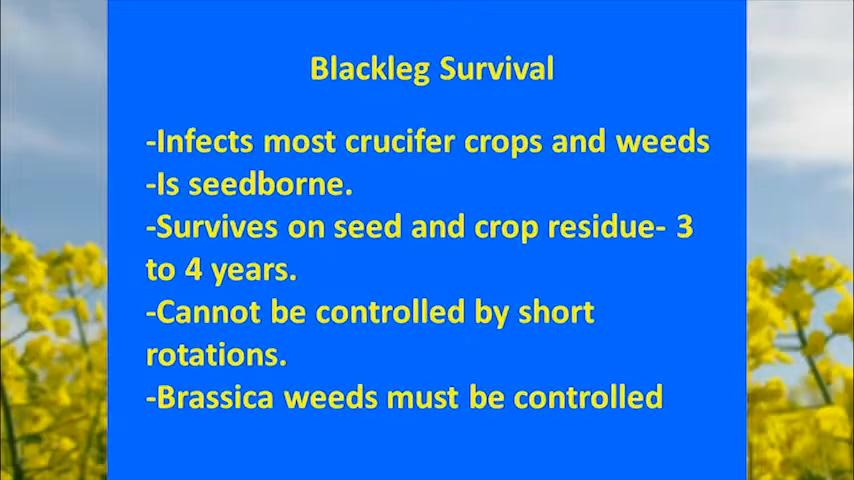 Blackleg Survival
-Infects most crucifer crops and weeds
-Is seedborne.
-Survives on seed and crop residue- 3
to 4 years.
-Cannot be controlled by short
rotations.
-Brassica weeds must be controlled